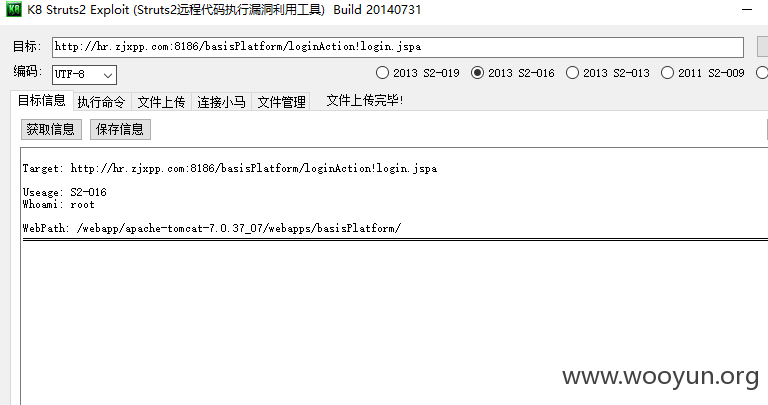 K8 Struts2 Exploit (Struts2远程代码执行漏洞利用工具) Build 20140731
目标: http://hr.zjxpp.com:8186/basisPlatform/loginAction!login.jspa
编码: UTF-8 2013 S2-019 2013 S2-016 2013 S2-013 2011 S2-009
目标信息 执行命令 文件上传 连接小马 文件管理 文件上传完毕!
获取信息 保存信息
Target: http://hr.zjxpp.com:8186/basisPlatform/loginAction!login.jspa
Useage: S2-016
Whoami: root
WebPath: /webapp/apache-tomcat-7.0.37_07/webapps/basisPlatform/
www.wooyun.org